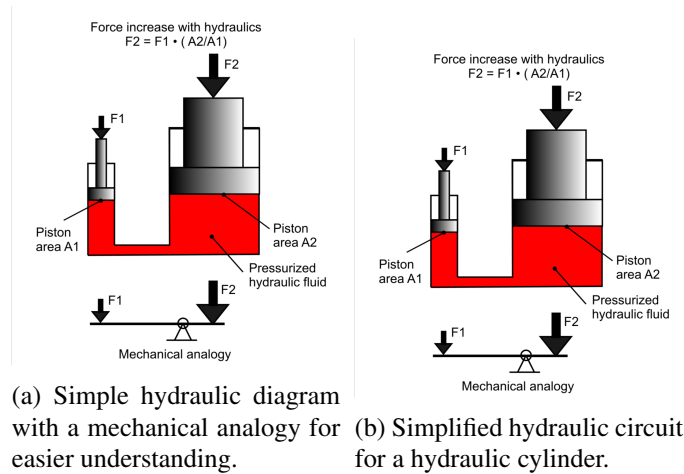 Force increase with hydraulics
F2 = F1 • ( A2/A1)
F2
F1
Piston
area A1
Piston
area A2
Pressurized
hydraulic fluid
F1
F2
Mechanical analogy
(a) Simple hydraulic diagram
with a mechanical analogy for
easier understanding.
Force increase with hydraulics
F2 = F1 • ( A2/A1)
F2
F1
Piston
area A1
Piston
area A2
Pressurized
hydraulic fluid
F1
F2
Mechanical analogy
(b) Simplified hydraulic circuit
for a hydraulic cylinder.